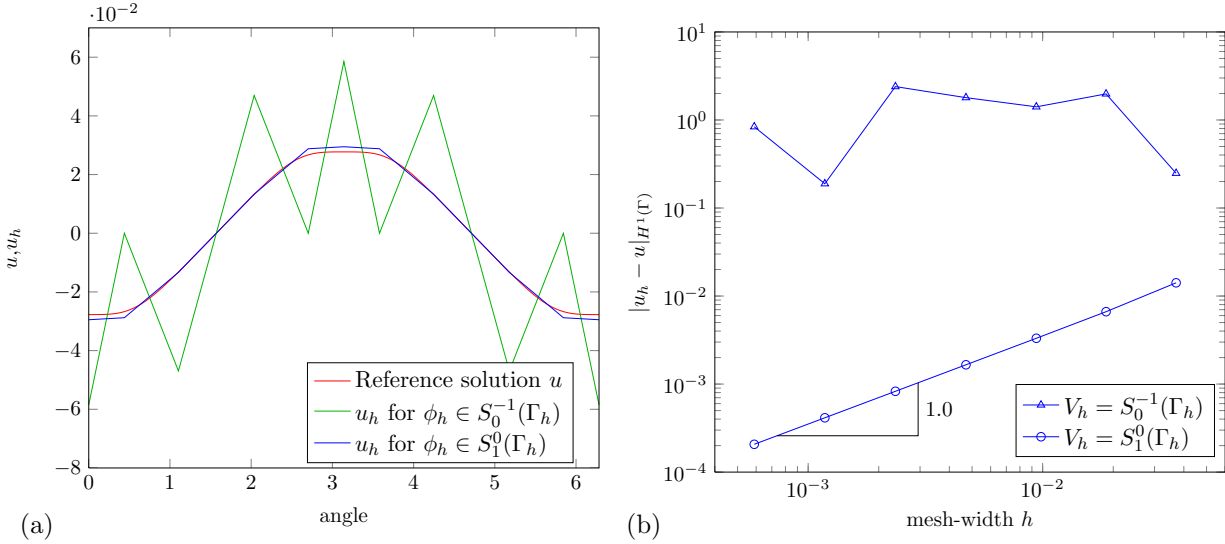 ·10⁻²
6
4
2
0
−2
−4
−6
−8
u,u_h
0 1 2 3 4 5 6
angle
Reference solution u
u_h for ϕ_h ∈ S_0^{-1}(Γ_h)
u_h for ϕ_h ∈ S_1^0(Γ_h)
(a)
10¹
10⁰
10⁻¹
10⁻²
10⁻³
10⁻⁴
|u_h − u|_{H¹(Γ)}
1.0
V_h = S_0^{-1}(Γ_h)
V_h = S_1^0(Γ_h)
10⁻³ 10⁻²
mesh-width h
(b)